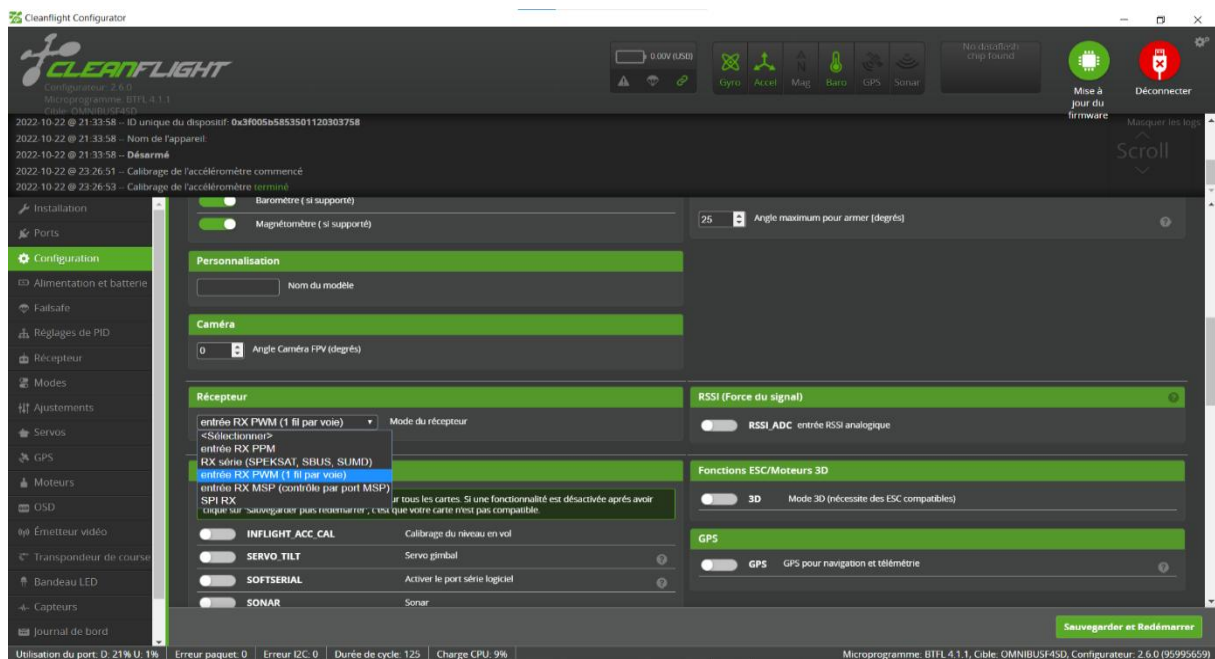 Cleanflight Configurator
CLEANFLIGHT
Configurateur: 2.6.0
Microprogramme: BTFL 4.1.1
Cible: OMNIBUSF4SD
0.00V (USB)
Gyro Accel Mag Baro GPS Sonar
No dataflash
chip found
Mise à
jour du
firmware
Déconnecter
2022-10-22 @ 21:33:58 -- ID unique du dispositif: 0x3f005b5853501120303758
Masquer les logs
2022-10-22 @ 21:33:58 -- Nom de l'appareil:
2022-10-22 @ 21:33:58 -- Désarmé
Scroll
2022-10-22 @ 23:26:51 -- Calibrage de l'accéléromètre commencé
2022-10-22 @ 23:26:53 -- Calibrage de l'accéléromètre terminé
Installation
Ports
Configuration
Alimentation et batterie
Failsafe
Réglages de PID
Récepteur
Modes
Ajustements
Servos
GPS
Moteurs
OSD
Émetteur vidéo
Transpondeur de course
Bandeau LED
Capteurs
Journal de bord
Baromètre ( si supporté)
Magnétomètre ( si supporté)
25 Angle maximum pour armer [degrés]
Personnalisation
Nom du modèle
Caméra
0 Angle Caméra FPV (degrés)
Récepteur
entrée RX PWM (1 fil par voie) Mode du récepteur
<Sélectionner>
entrée RX PPM
RX série (SPEKSAT, SBUS, SUMD)
entrée RX PWM (1 fil par voie)
entrée RX MSP (contrôle par port MSP)
SPI RX
ur tous les cartes. Si une fonctionnalité est désactivée aprés avoir
clique sur 'Sauvegarder puis redémarrer', c'est que votre carte n'est pas compatible.
INFLIGHT_ACC_CAL Calibrage du niveau en vol
SERVO_TILT Servo gimbal
SOFTSERIAL Activer le port série logiciel
SONAR Sonar
RSSI (Force du signal)
RSSI_ADC entrée RSSI analogique
Fonctions ESC/Moteurs 3D
3D Mode 3D (nécessite des ESC compatibles)
GPS
GPS GPS pour navigation et télémétrie
Sauvegarder et Redémarrer
Utilisation du port: D: 21% U: 1% Erreur paquet: 0 Erreur I2C: 0 Durée de cycle: 125 Charge CPU: 9% Microprogramme: BTFL 4.1.1, Cible: OMNIBUSF4SD, Configurateur: 2.6.0 (95995659)